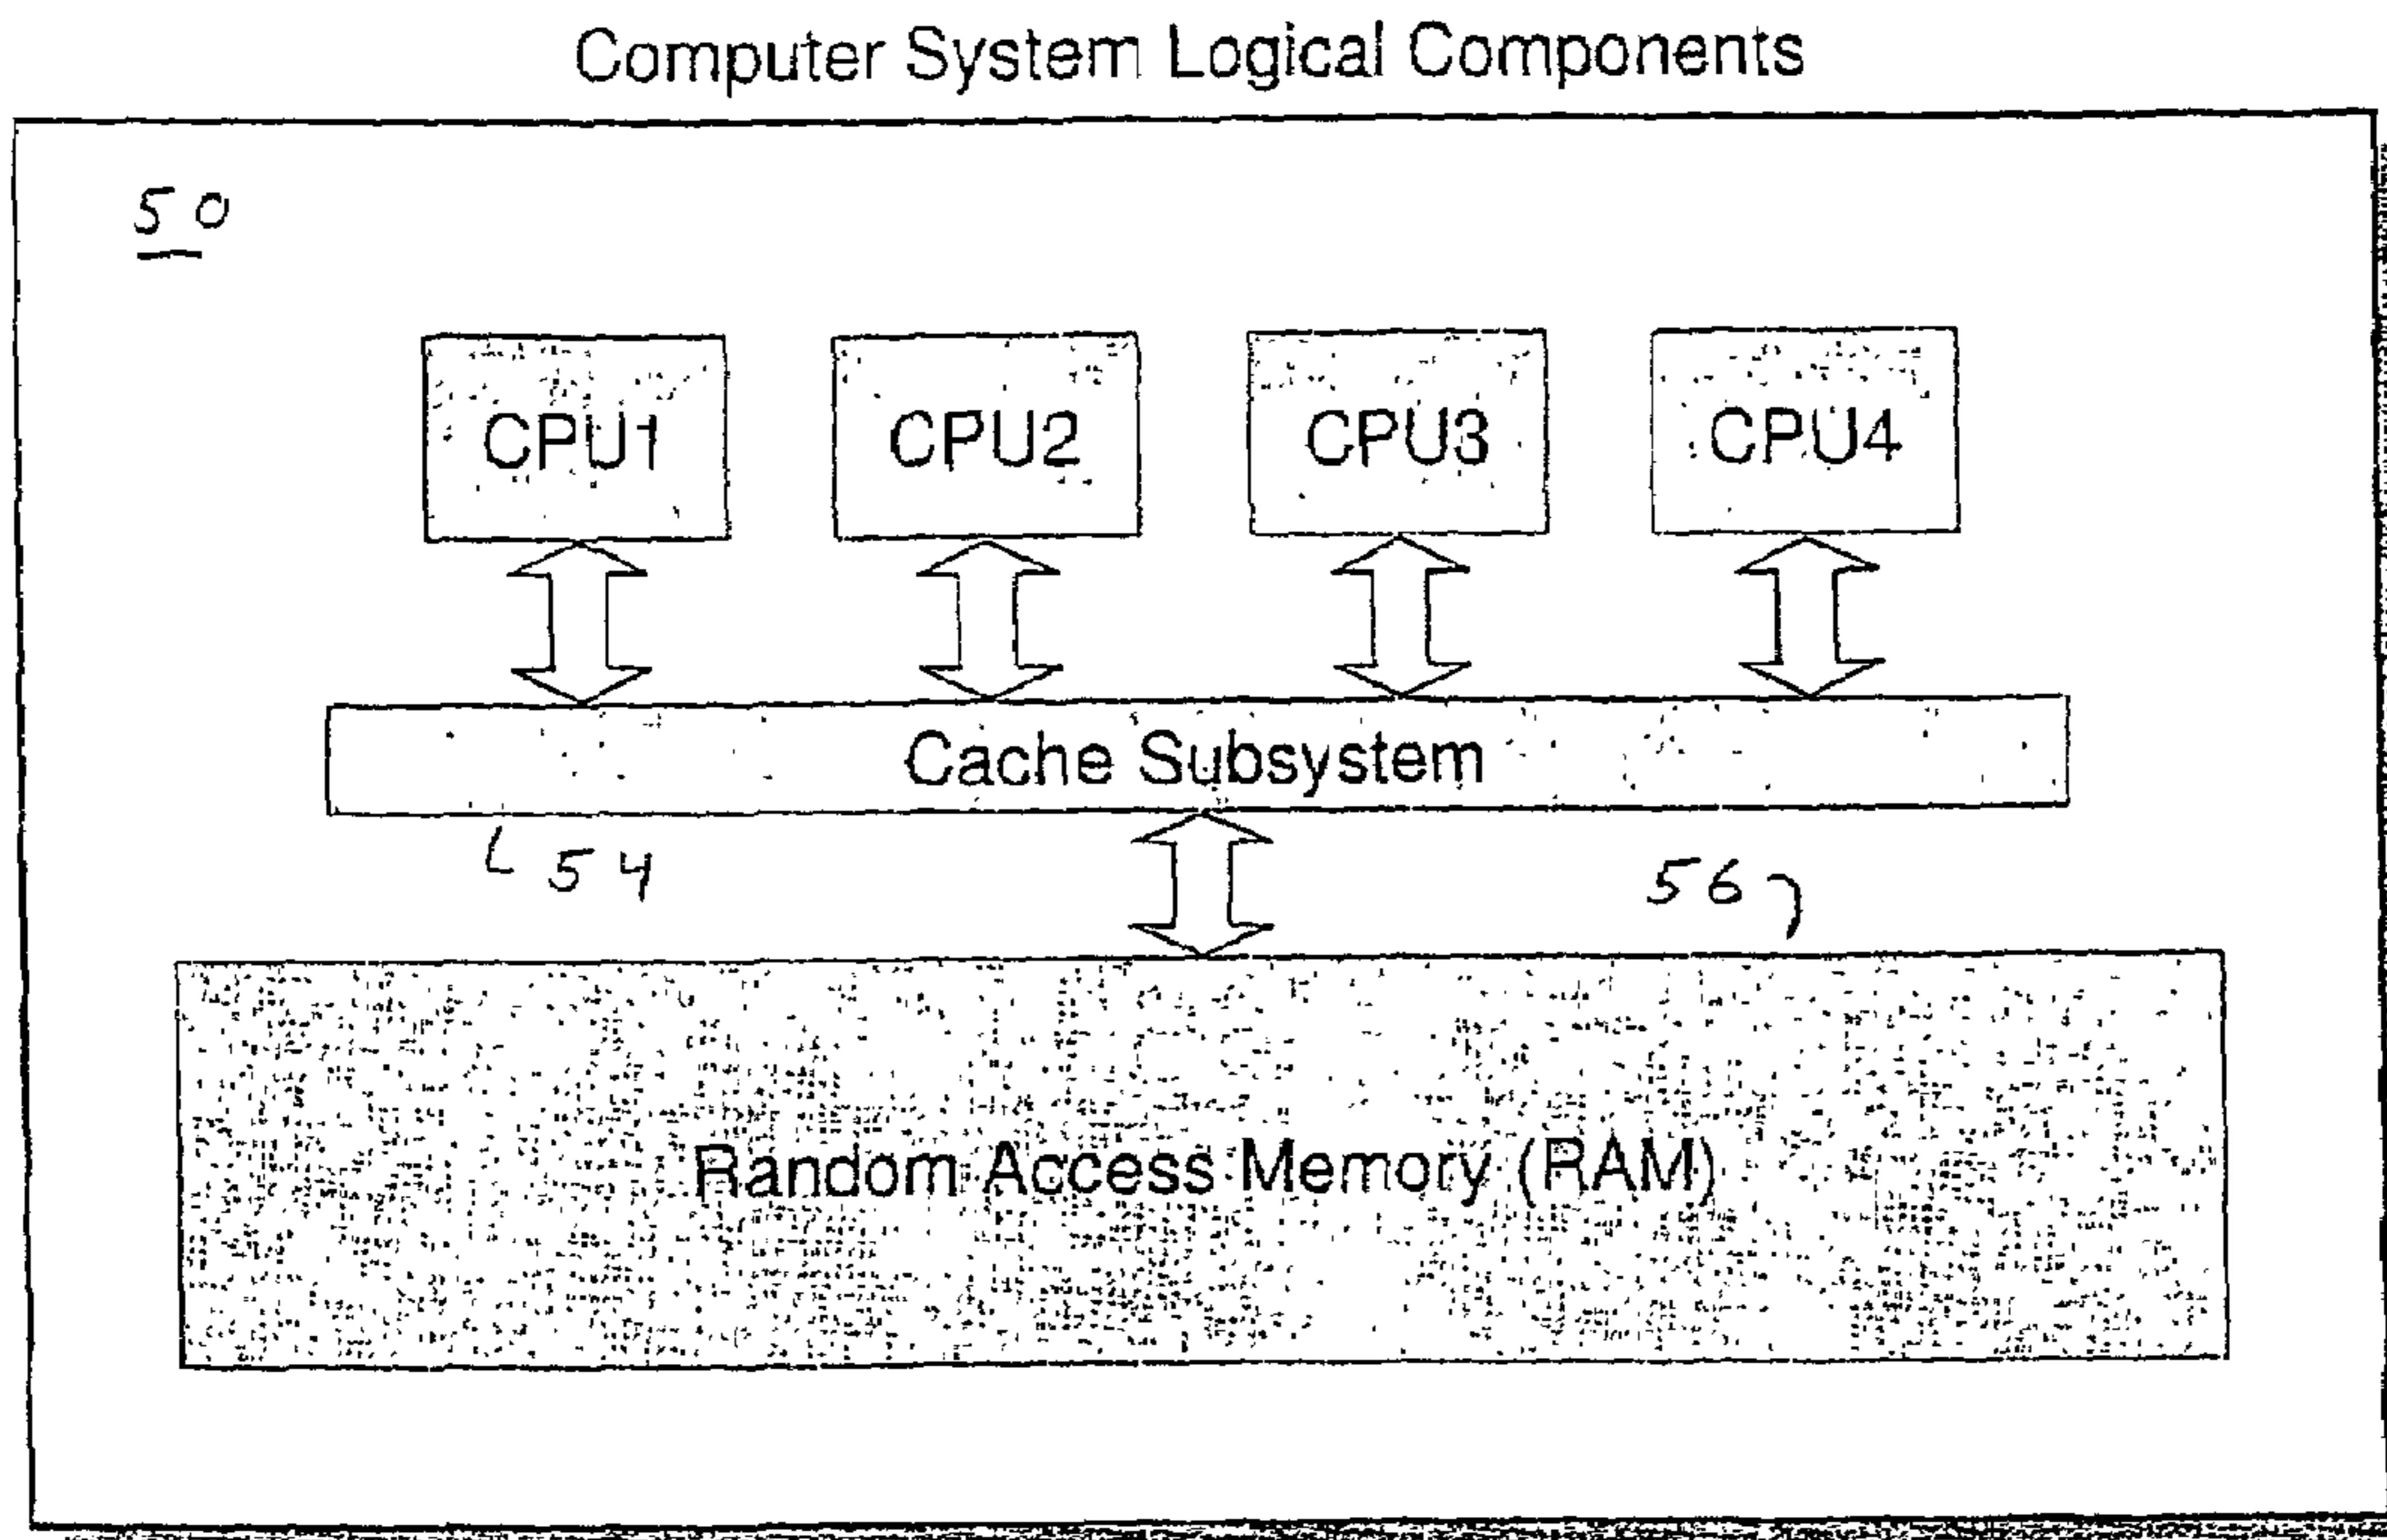 Computer System Logical Components
50
CPU1 CPU2 CPU3 CPU4
Cache Subsystem
54
56
Random Access Memory (RAM)